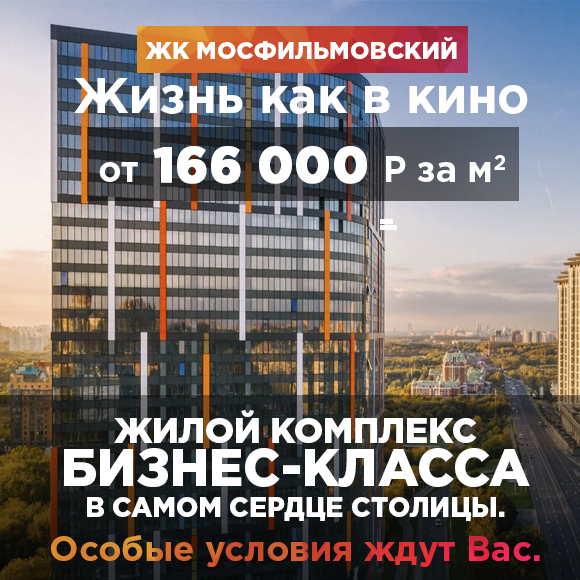 ЖК МОСФИЛЬМОВСКИЙ
Жизнь как в кино
от 166 000 Р за м²
=
ЖИЛОЙ КОМПЛЕКС
БИЗНЕС-КЛАССА
В САМОМ СЕРДЦЕ СТОЛИЦЫ.
Особые условия ждут Вас.